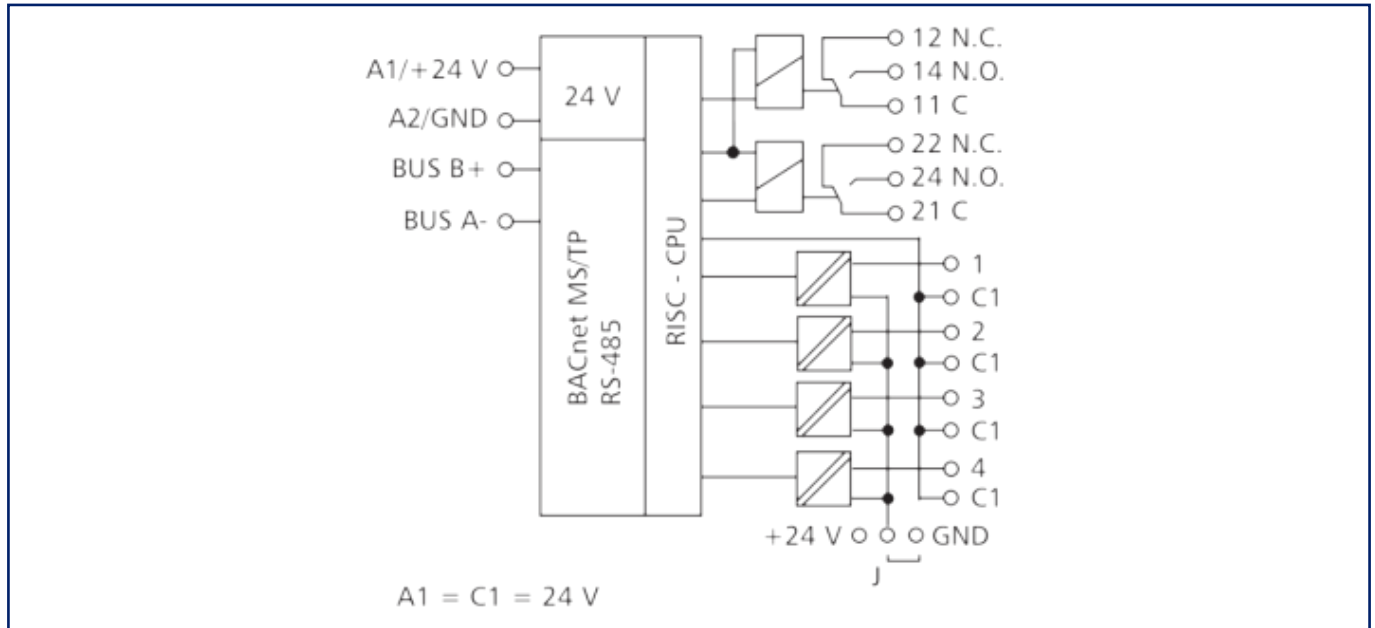 A1/+24 V
A2/GND
BUS B+
BUS A-
24 V
BACnet MS/TP
RS-485
RISC - CPU
12 N.C.
14 N.O.
11 C
22 N.C.
24 N.O.
21 C
1
C1
2
C1
3
C1
4
C1
+24 V
GND
J
A1 = C1 = 24 V